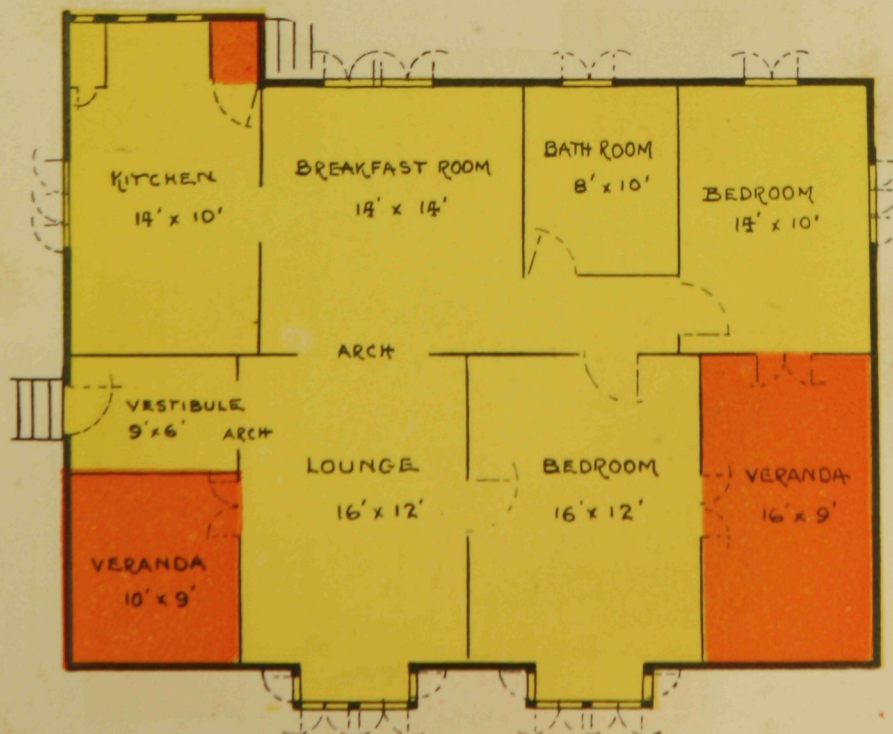 KITCHEN
14' x 10'
BREAKFAST ROOM
14' x 14'
BATH ROOM
8' x 10'
BEDROOM
14' x 10'
ARCH
VESTIBULE
9' x 6'
ARCH
LOUNGE
16' x 12'
BEDROOM
16' x 12'
VERANDA
16' x 9'
VERANDA
10' x 9'